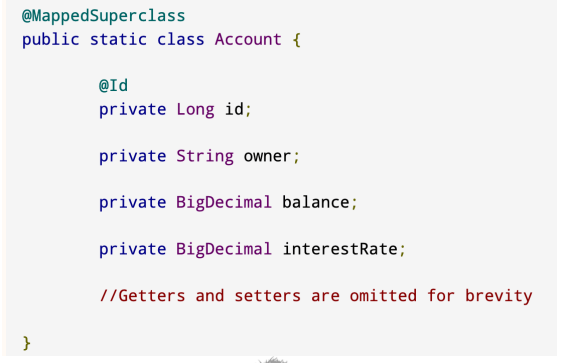 @MappedSuperclass
public static class Account {
@Id
private Long id;
private String owner;
private BigDecimal balance;
private BigDecimal interestRate;
//Getters and setters are omitted for brevity
}